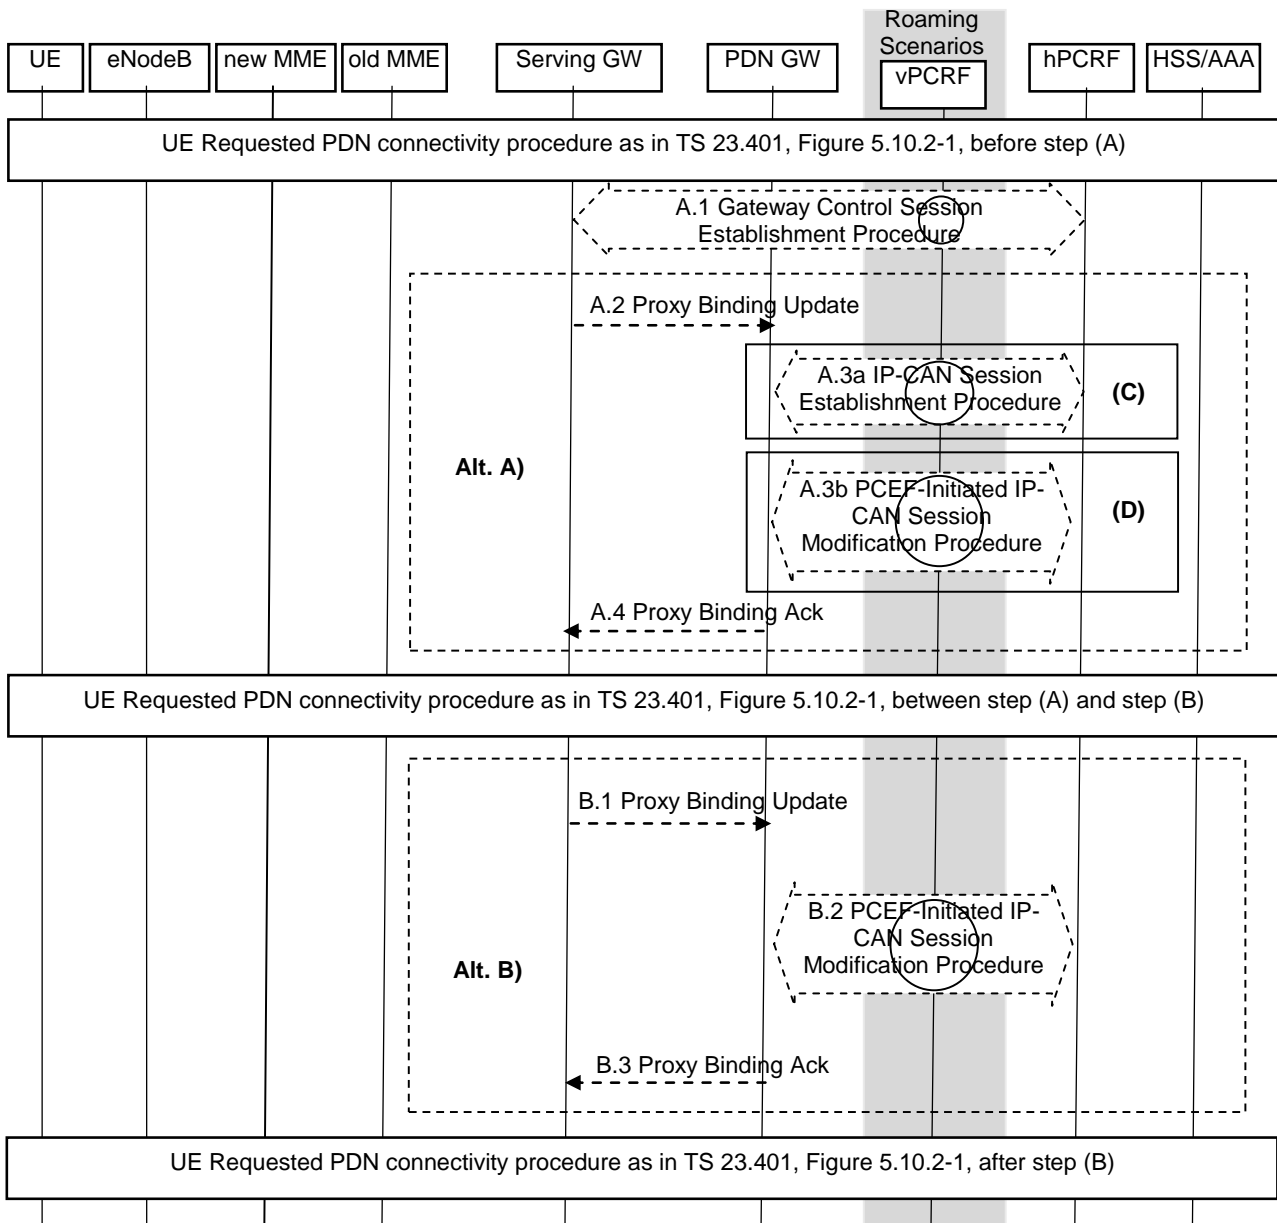 Roaming
Scenarios
UE
eNodeB
new MME
old MME
Serving GW
PDN GW
vPCRF
hPCRF
HSS/AAA
UE Requested PDN connectivity procedure as in TS 23.401, Figure 5.10.2-1, before step (A)
A.1 Gateway Control Session
Establishment Procedure
A.2 Proxy Binding Update
A.3a IP-CAN Session
Establishment Procedure
(C)
Alt. A)
A.3b PCEF-Initiated IP-
CAN Session
Modification Procedure
(D)
A.4 Proxy Binding Ack
UE Requested PDN connectivity procedure as in TS 23.401, Figure 5.10.2-1, between step (A) and step (B)
B.1 Proxy Binding Update
B.2 PCEF-Initiated IP-
CAN Session
Modification Procedure
Alt. B)
B.3 Proxy Binding Ack
UE Requested PDN connectivity procedure as in TS 23.401, Figure 5.10.2-1, after step (B)